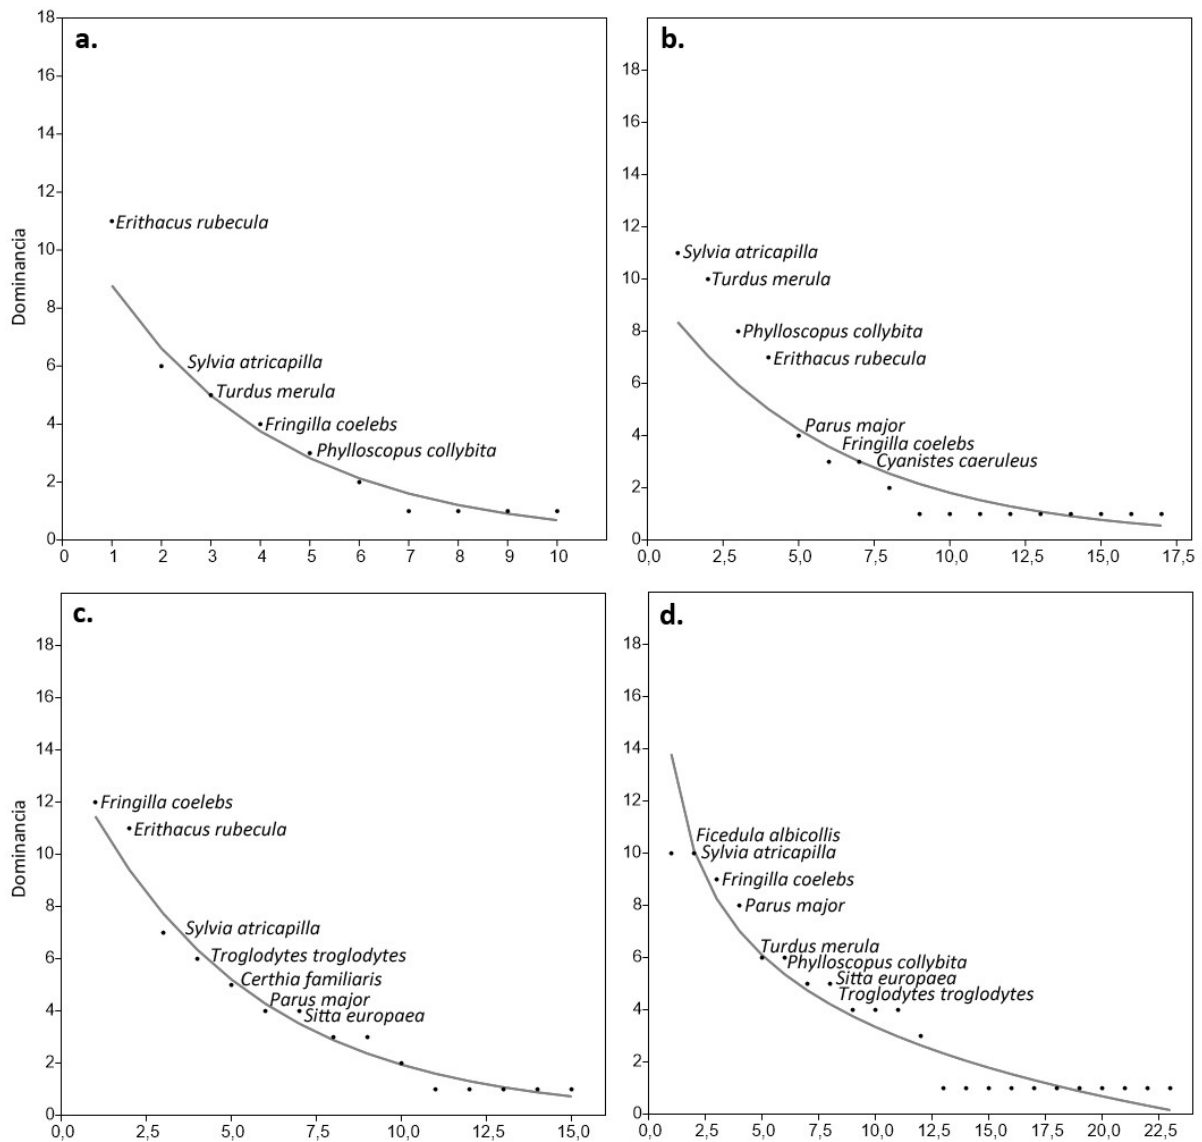 a.
18
16
14
12
10
8
6
4
2
0
Dominancia
Erithacus rubecula
Sylvia atricapilla
Turdus merula
Fringilla coelebs
Phylloscopus collybita
0 1 2 3 4 5 6 7 8 9 10
b.
18
16
14
12
10
8
6
4
2
0
Sylvia atricapilla
Turdus merula
Phylloscopus collybita
Erithacus rubecula
Parus major
Fringilla coelebs
Cyanistes caeruleus
0,0 2,5 5,0 7,5 10,0 12,5 15,0 17,5
c.
18
16
14
12
10
8
6
4
2
0
Dominancia
Fringilla coelebs
Erithacus rubecula
Sylvia atricapilla
Troglodytes troglodytes
Certhia familiaris
Parus major
Sitta europaea
0,0 2,5 5,0 7,5 10,0 12,5 15,0
d.
18
16
14
12
10
8
6
4
2
0
Ficedula albicollis
Sylvia atricapilla
Fringilla coelebs
Parus major
Turdus merula
Phylloscopus collybita
Sitta europaea
Troglodytes troglodytes
0,0 2,5 5,0 7,5 10,0 12,5 15,0 17,5 20,0 22,5